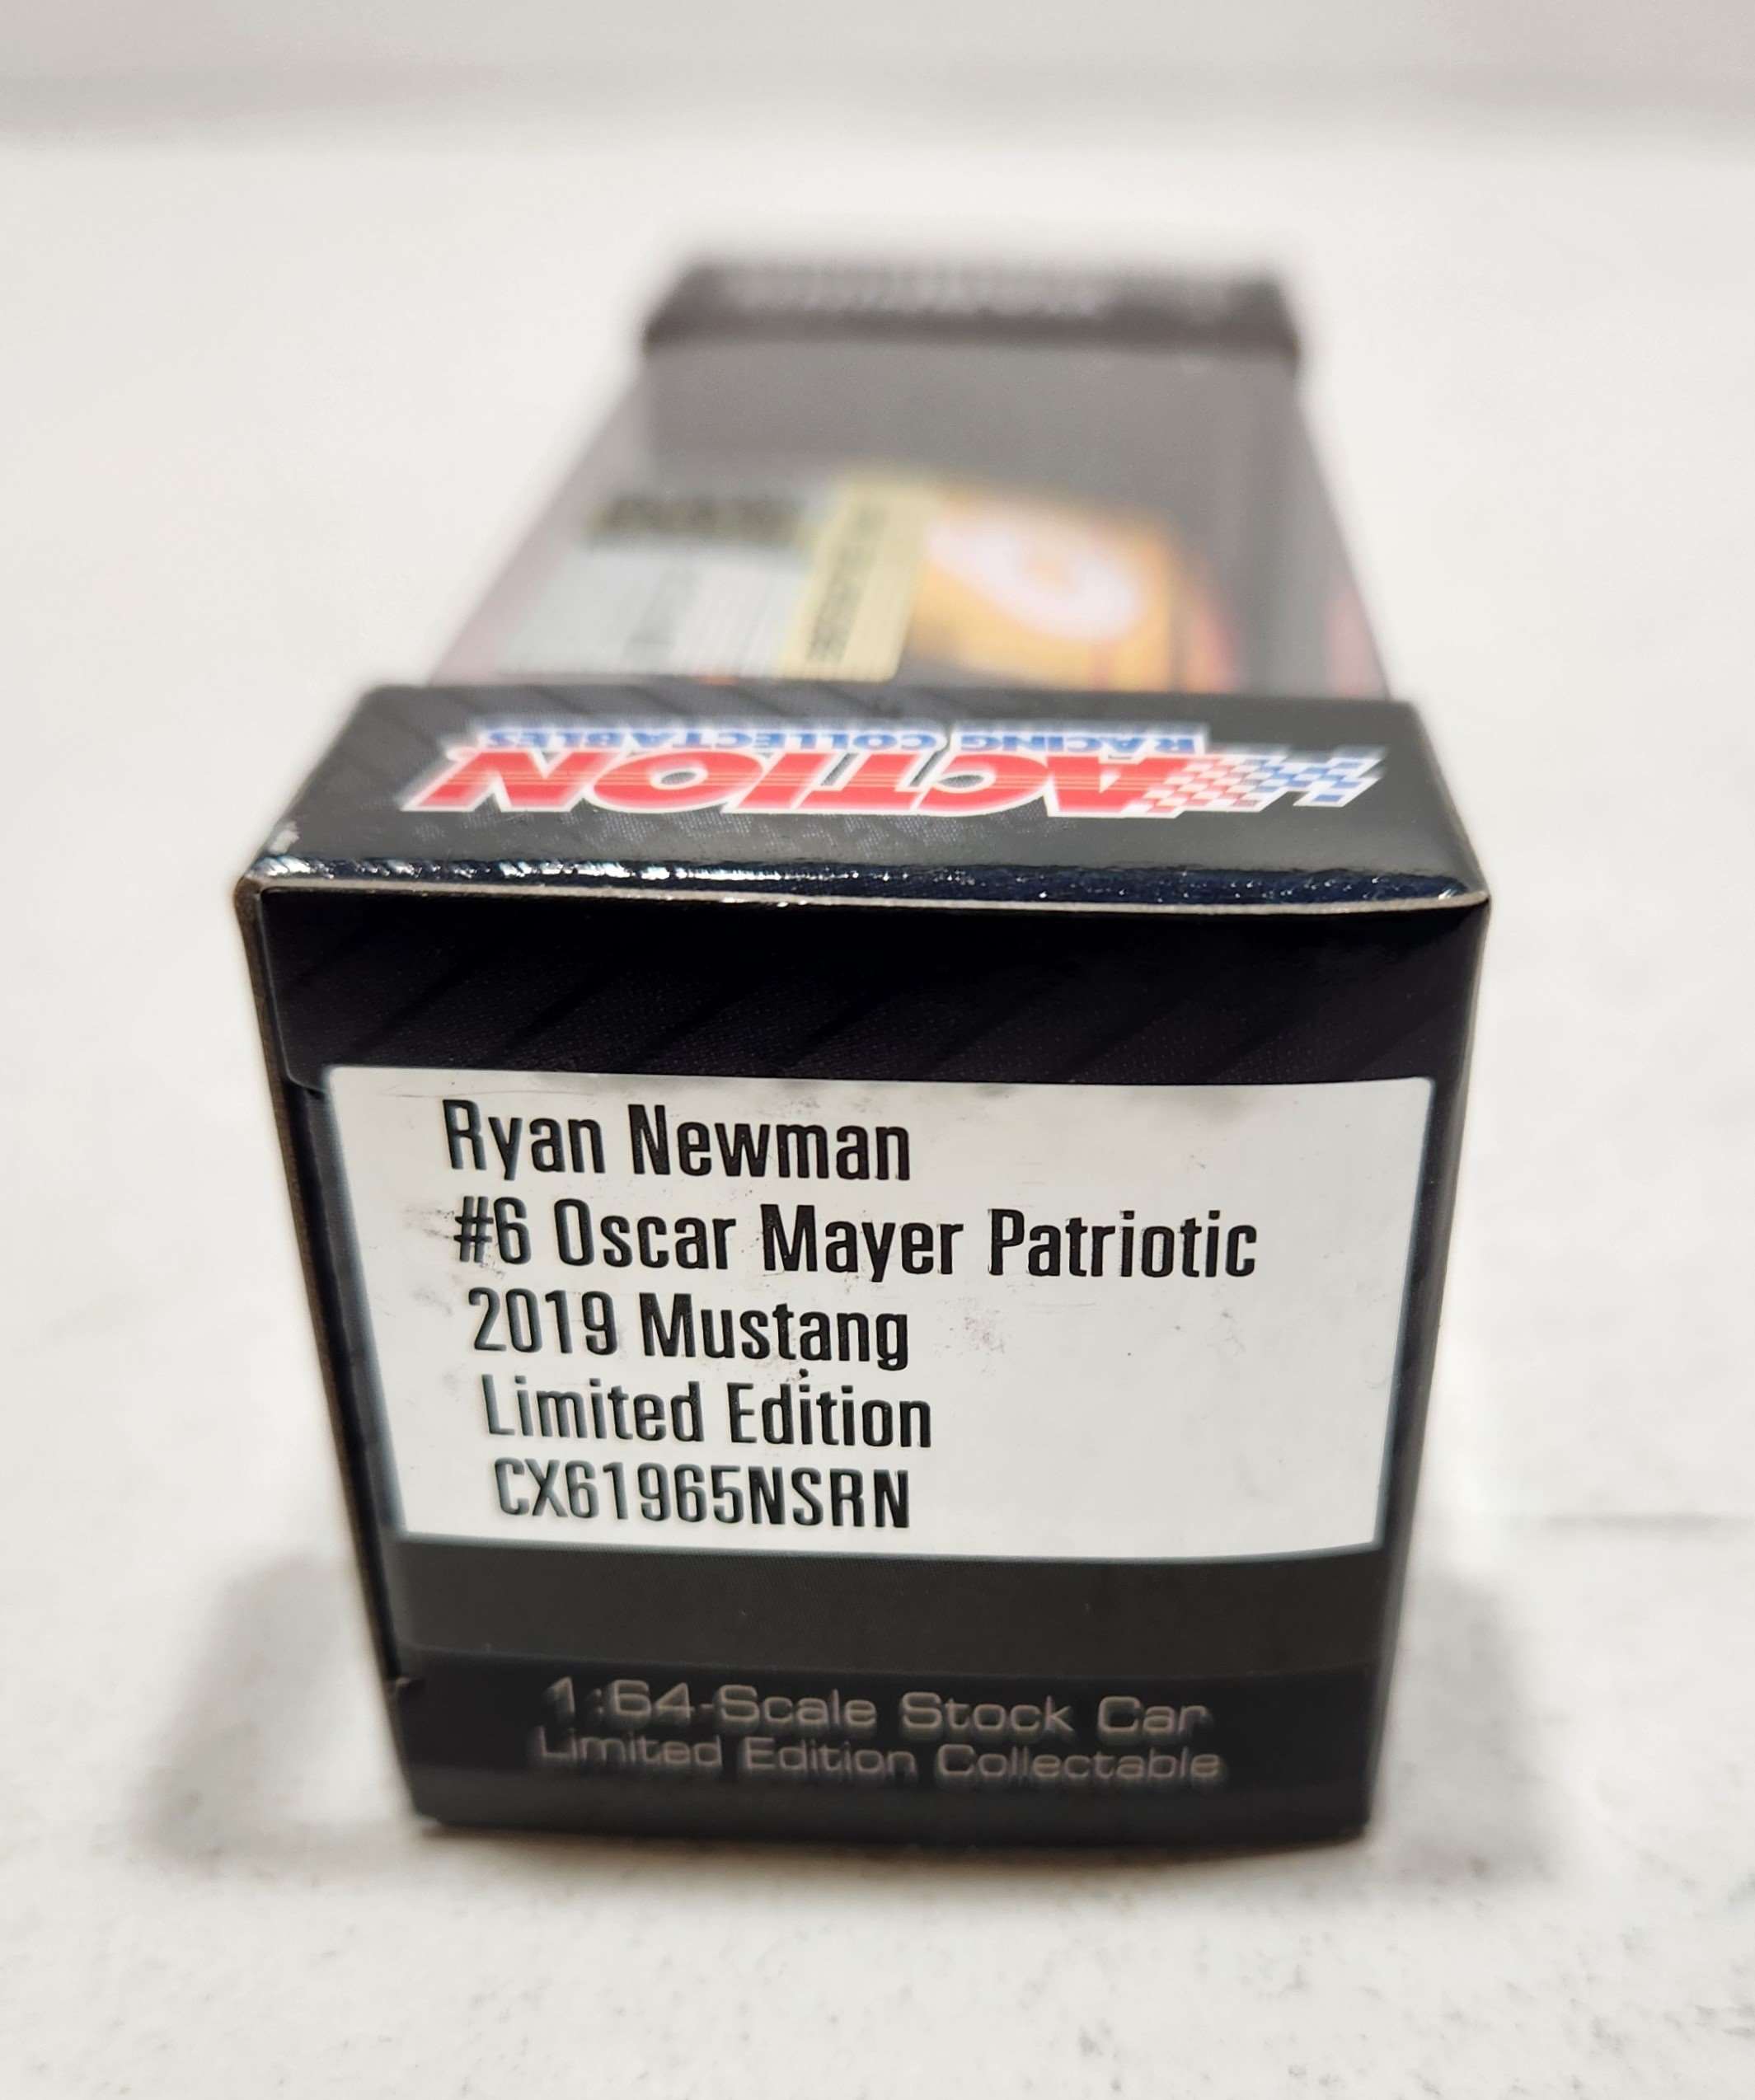 ACTION
RACING COLLECTABLES
Ryan Newman
#6 Oscar Mayer Patriotic
2019 Mustang
Limited Edition
CX61965NSRN
1:64-Scale Stock Car
Limited Edition Collectable